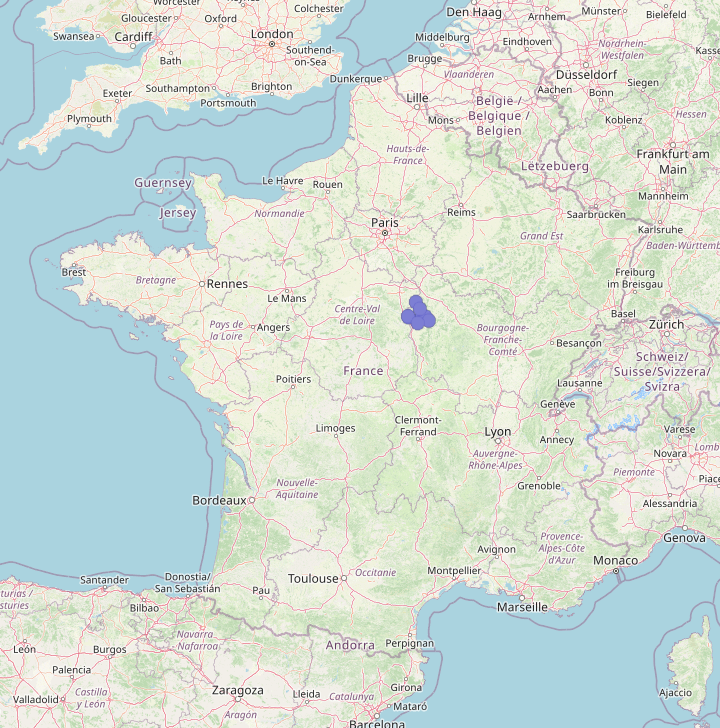 Worcester
Gloucester
Oxford
Colchester
Swansea
Cardiff
London
Bath
Southend-
on-Sea
Exeter
Southampton
Brighton
Portsmouth
Plymouth
Den Haag
Arnhem
Münster
Bielefeld
Middelburg
Eindhoven
Brugge
Nordrhein-
Westfalen
Kasse
Dunkerque
Vlaanderen
Düsseldorf
Lille
België /
Belgique /
Belgien
Aachen
Siegen
Bonn
Mons
Koblenz
Hessen
Hauts-de-
France
Lëtzebuerg
Frankfurt am
Main
Guernsey
Jersey
Le Havre
Rouen
Normandie
Paris
Reims
Saarbrücken
Mannheim
Karlsruhe
Grand Est
Baden-Württemb
Brest
Bretagne
Rennes
Le Mans
Freiburg
im Breisgau
Pays de
la Loire
Angers
Centre-Val
de Loire
Bourgogne-
Franche-
Comté
Besançon
Basel
Zürich
Schweiz/
Suisse/Svizzera/
Svizra
France
Poitiers
Lausanne
Genève
Limoges
Clermont-
Ferrand
Lyon
Annecy
Varese
Novara
Lomb
Auvergne-
Rhône-Alpes
Piemonte
Piace
Grenoble
Alessandria
Nouvelle-
Aquitaine
Bordeaux
Genova
Avignon
Provence-
Alpes-Côte
d'Azur
Monaco
Toulouse
Occitanie
Montpellier
Marseille
Santander
Donostia/
San Sebastián
Pau
turias /
sturies
Bilbao
Navarra
Nafarroa
Andorra
Perpignan
León
Burgos
Palencia
Girona
Valladolid
Castilla
y León
Zaragoza
Lleida
Catalunya
Mataró
Aragón
Barcelona
Ajaccio